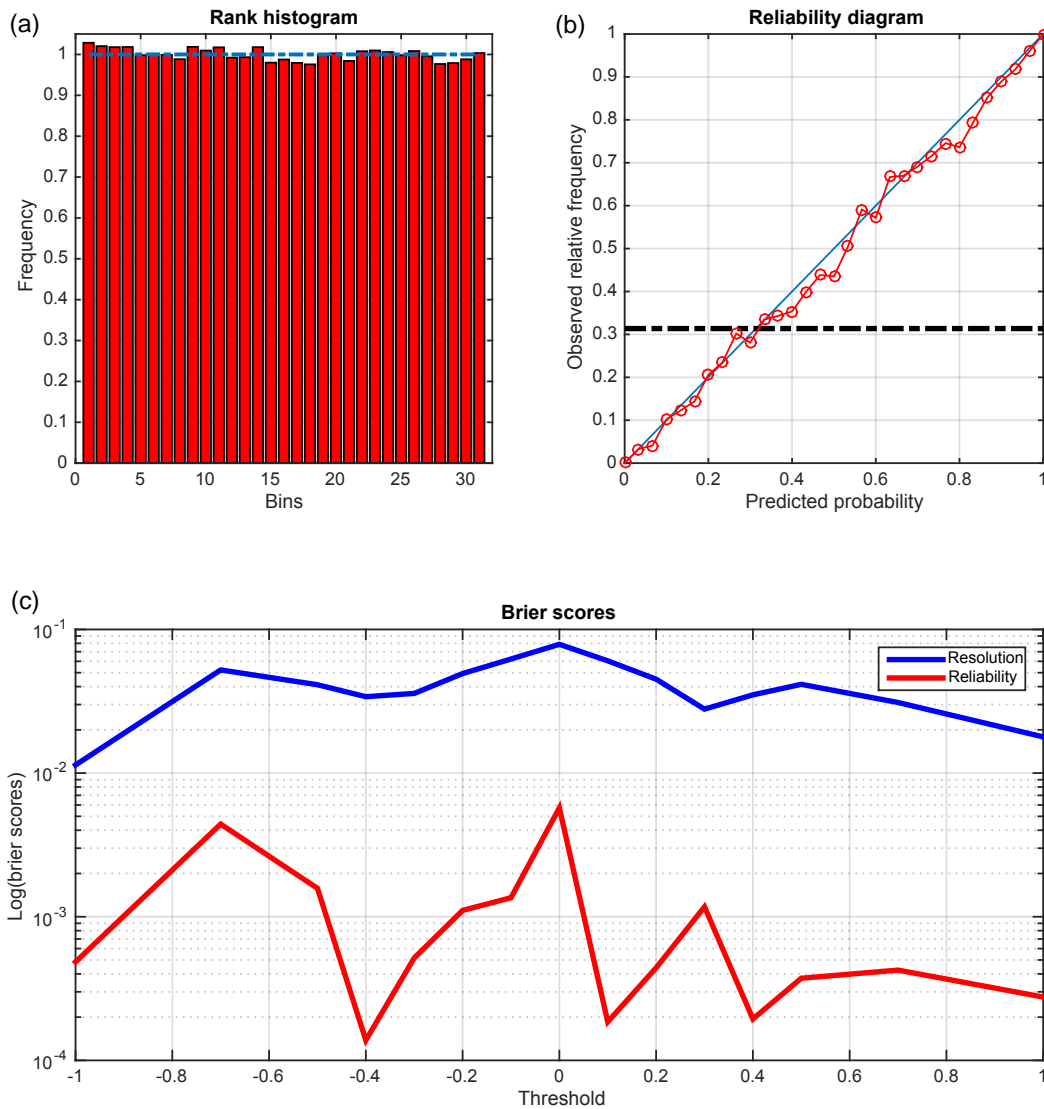 (a)
Rank histogram
Frequency
1
0.9
0.8
0.7
0.6
0.5
0.4
0.3
0.2
0.1
0
0 5 10 15 20 25 30
Bins
(b)
Reliability diagram
Observed relative frequency
1
0.9
0.8
0.7
0.6
0.5
0.4
0.3
0.2
0.1
0
0 0.2 0.4 0.6 0.8 1
Predicted probability
(c)
Brier scores
Log(brier scores)
10^-1
10^-2
10^-3
10^-4
Resolution
Reliability
-1 -0.8 -0.6 -0.4 -0.2 0 0.2 0.4 0.6 0.8 1
Threshold